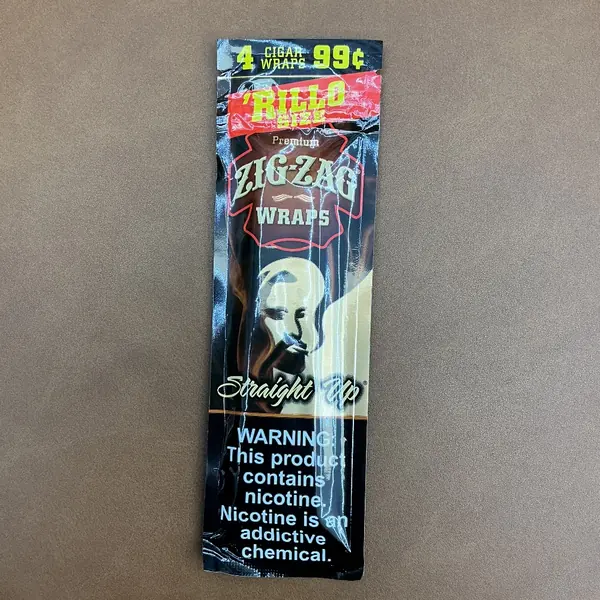 4 CIGAR WRAPS 99¢
'RILLO
SIZE
Premium
ZIG-ZAG®
WRAPS
Straight Up®
WARNING:
This product
contains
nicotine.
Nicotine is an
addictive
chemical.